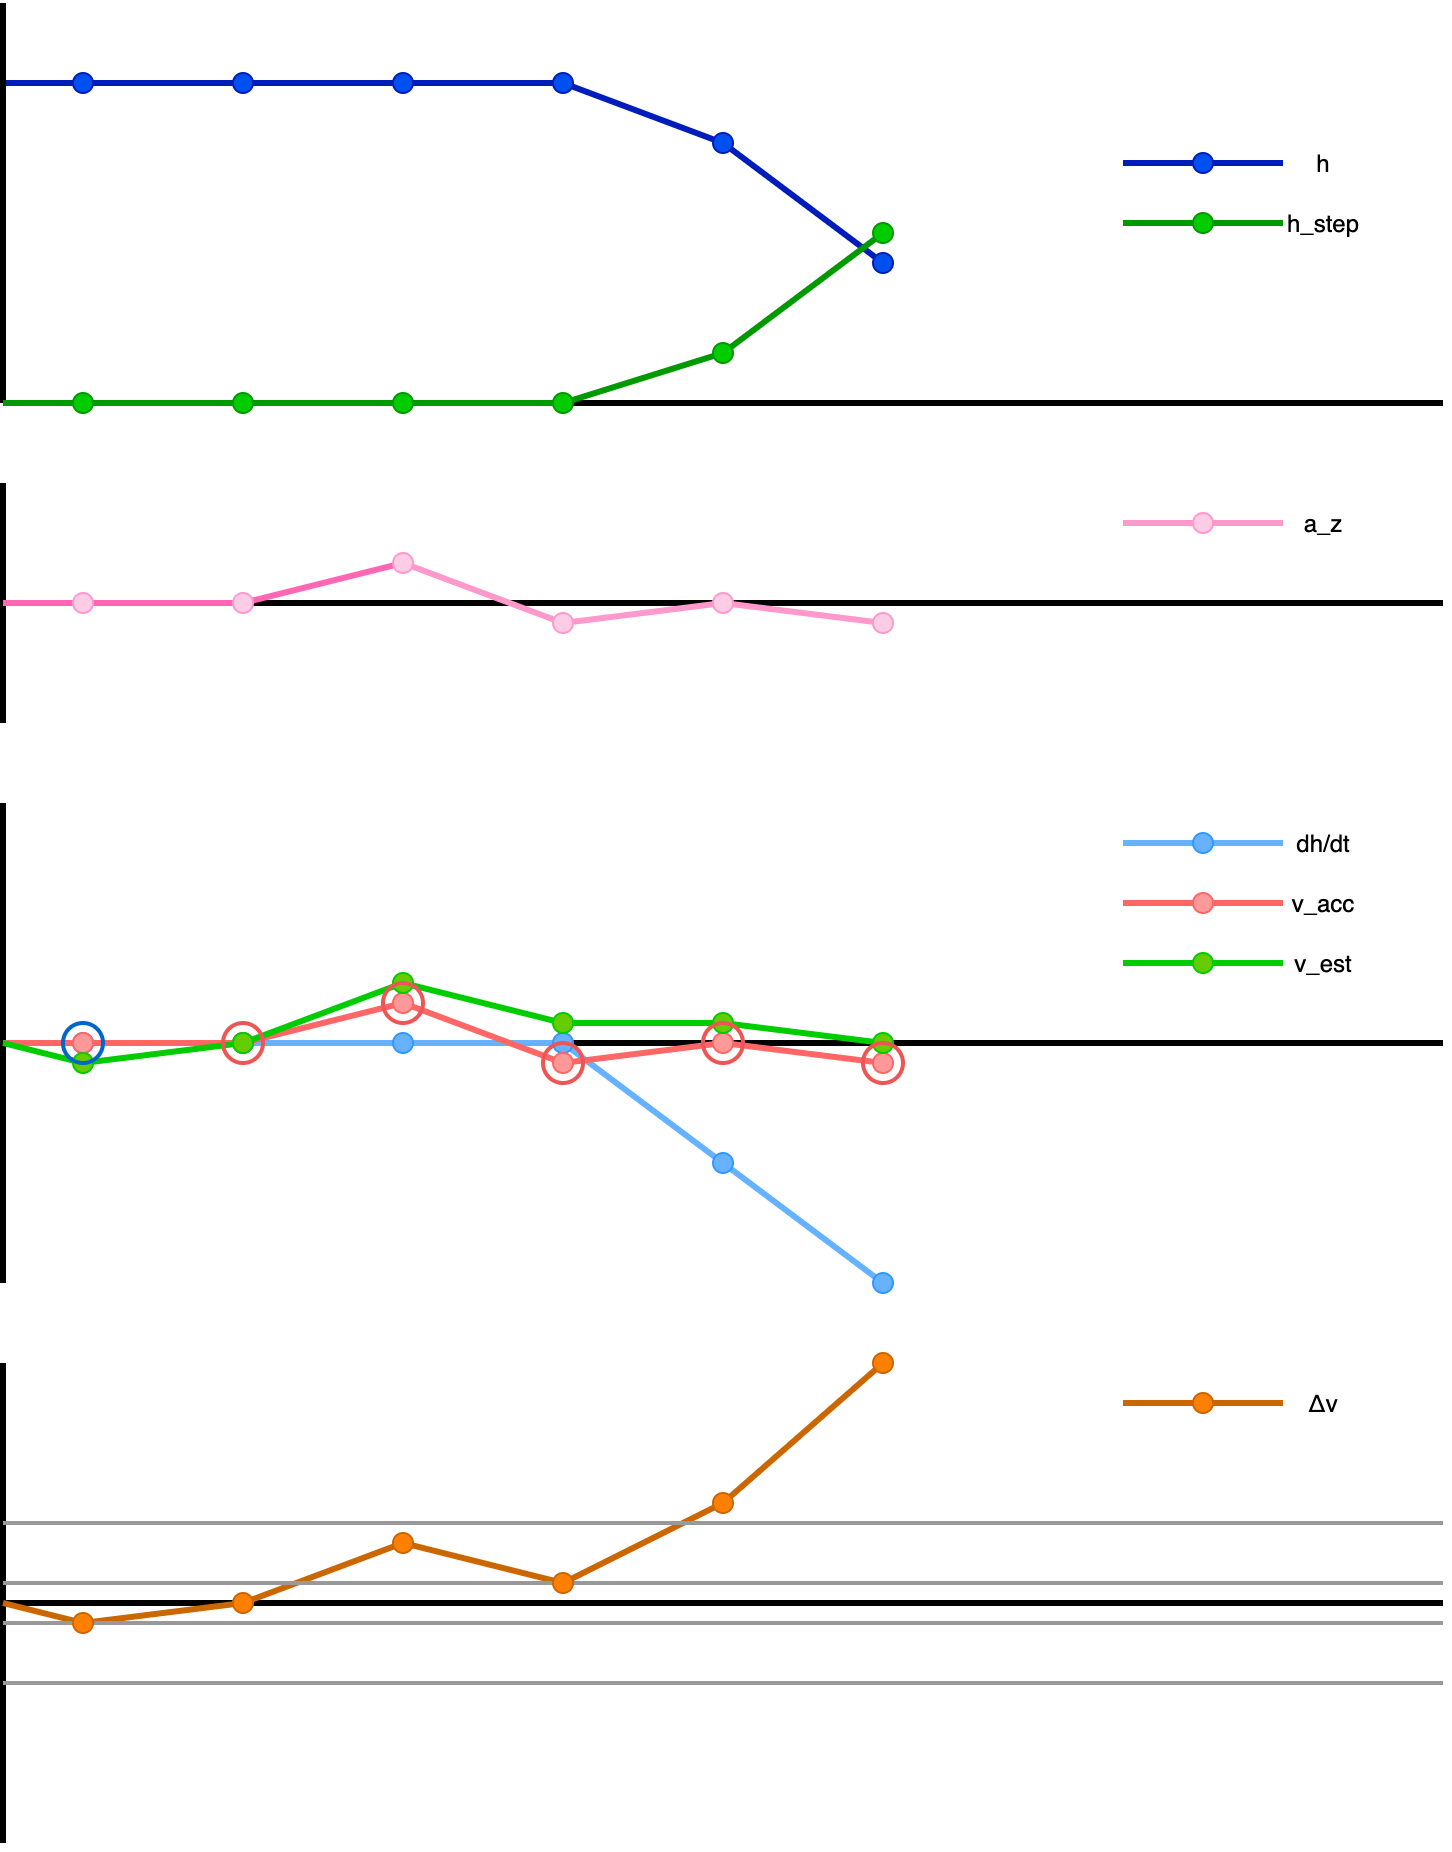 h
h_step
a_z
dh/dt
v_acc
v_est
Δv